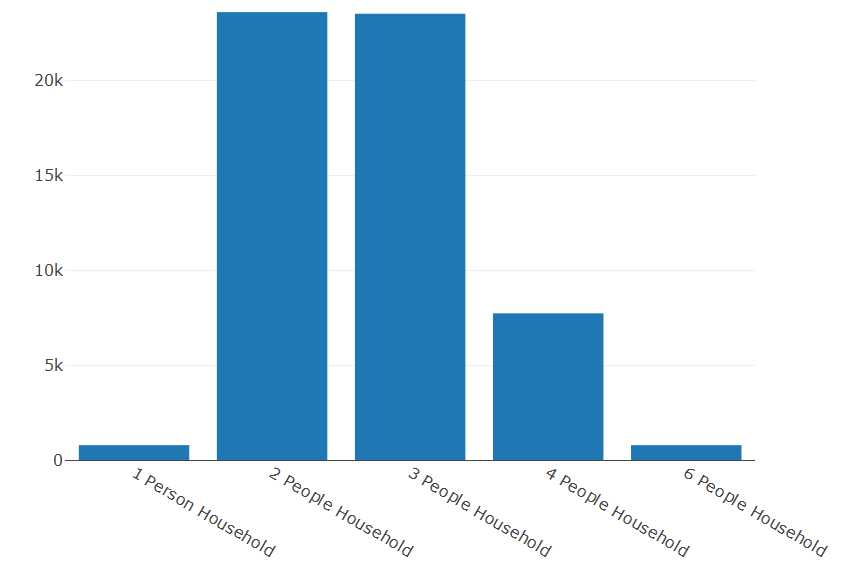 20k
15k
10k
5k
0
1 Person Household
2 People Household
3 People Household
4 People Household
6 People Household